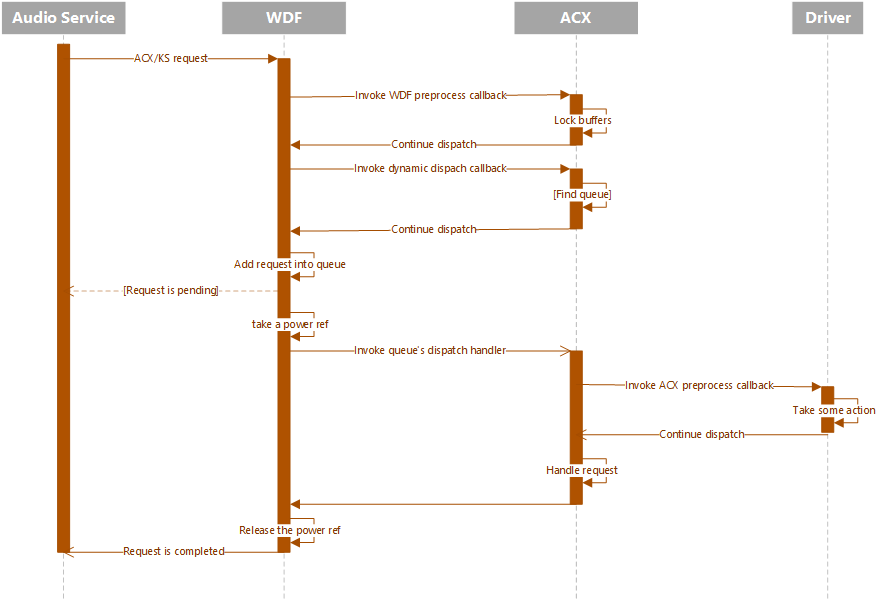 Audio Service
WDF
ACX
Driver
ACX/KS request
Invoke WDF preprocess callback
Lock buffers
Continue dispatch
Invoke dynamic dispach callback
[Find queue]
Continue dispatch
Add request into queue
[Request is pending]
take a power ref
Invoke queue's dispatch handler
Invoke ACX preprocess callback
Take some action
Continue dispatch
Handle request
Release the power ref
Request is completed